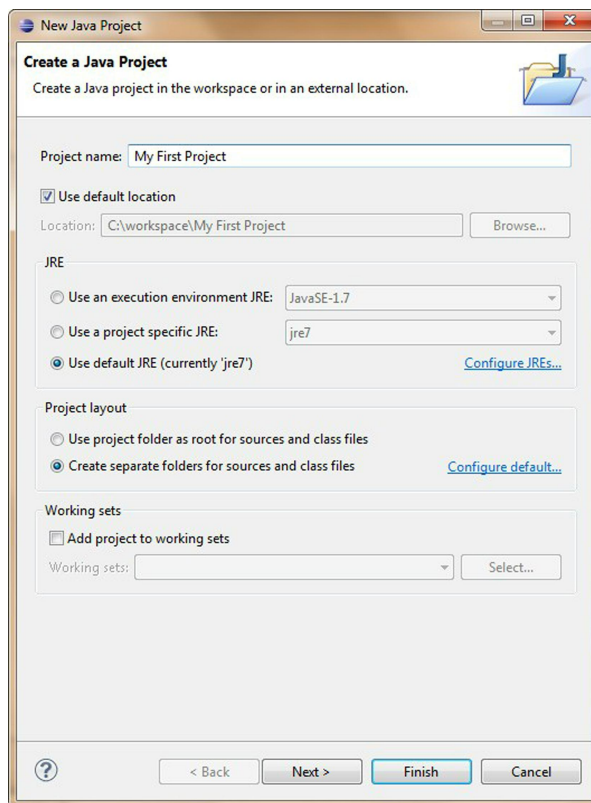 New Java Project
Create a Java Project
Create a Java project in the workspace or in an external location.
Project name: My First Project
Use default location
Location: C:\workspace\My First Project Browse...
JRE
Use an execution environment JRE: JavaSE-1.7
Use a project specific JRE: jre7
Use default JRE (currently 'jre7') Configure JREs...
Project layout
Use project folder as root for sources and class files
Create separate folders for sources and class files Configure default...
Working sets
Add project to working sets
Working sets: Select...
? < Back Next > Finish Cancel